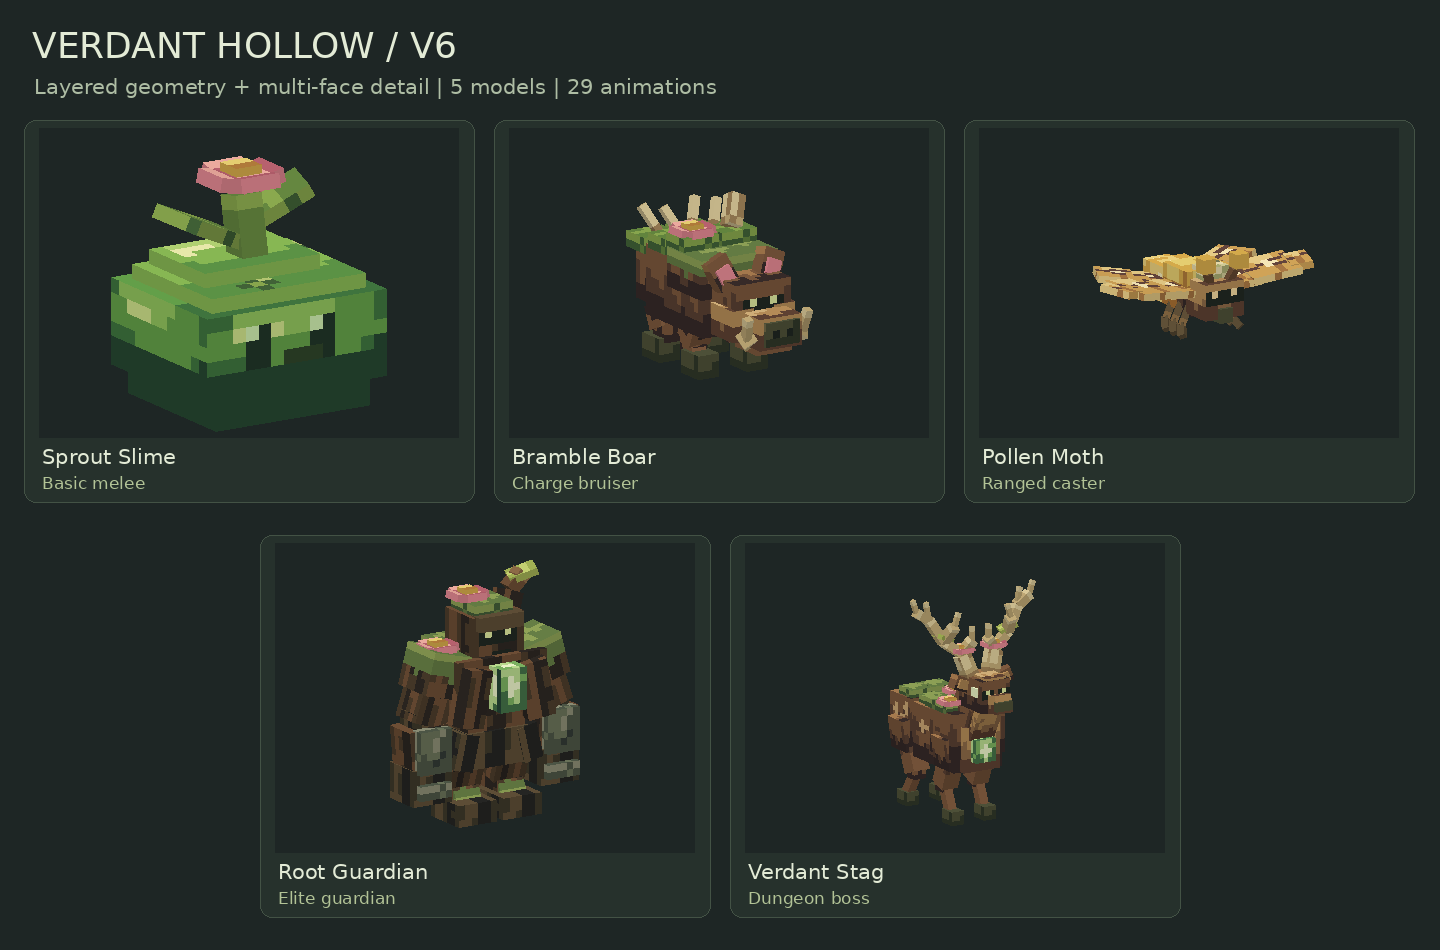 VERDANT HOLLOW / V6
Layered geometry + multi-face detail | 5 models | 29 animations
Sprout Slime
Basic melee
Bramble Boar
Charge bruiser
Pollen Moth
Ranged caster
Root Guardian
Elite guardian
Verdant Stag
Dungeon boss